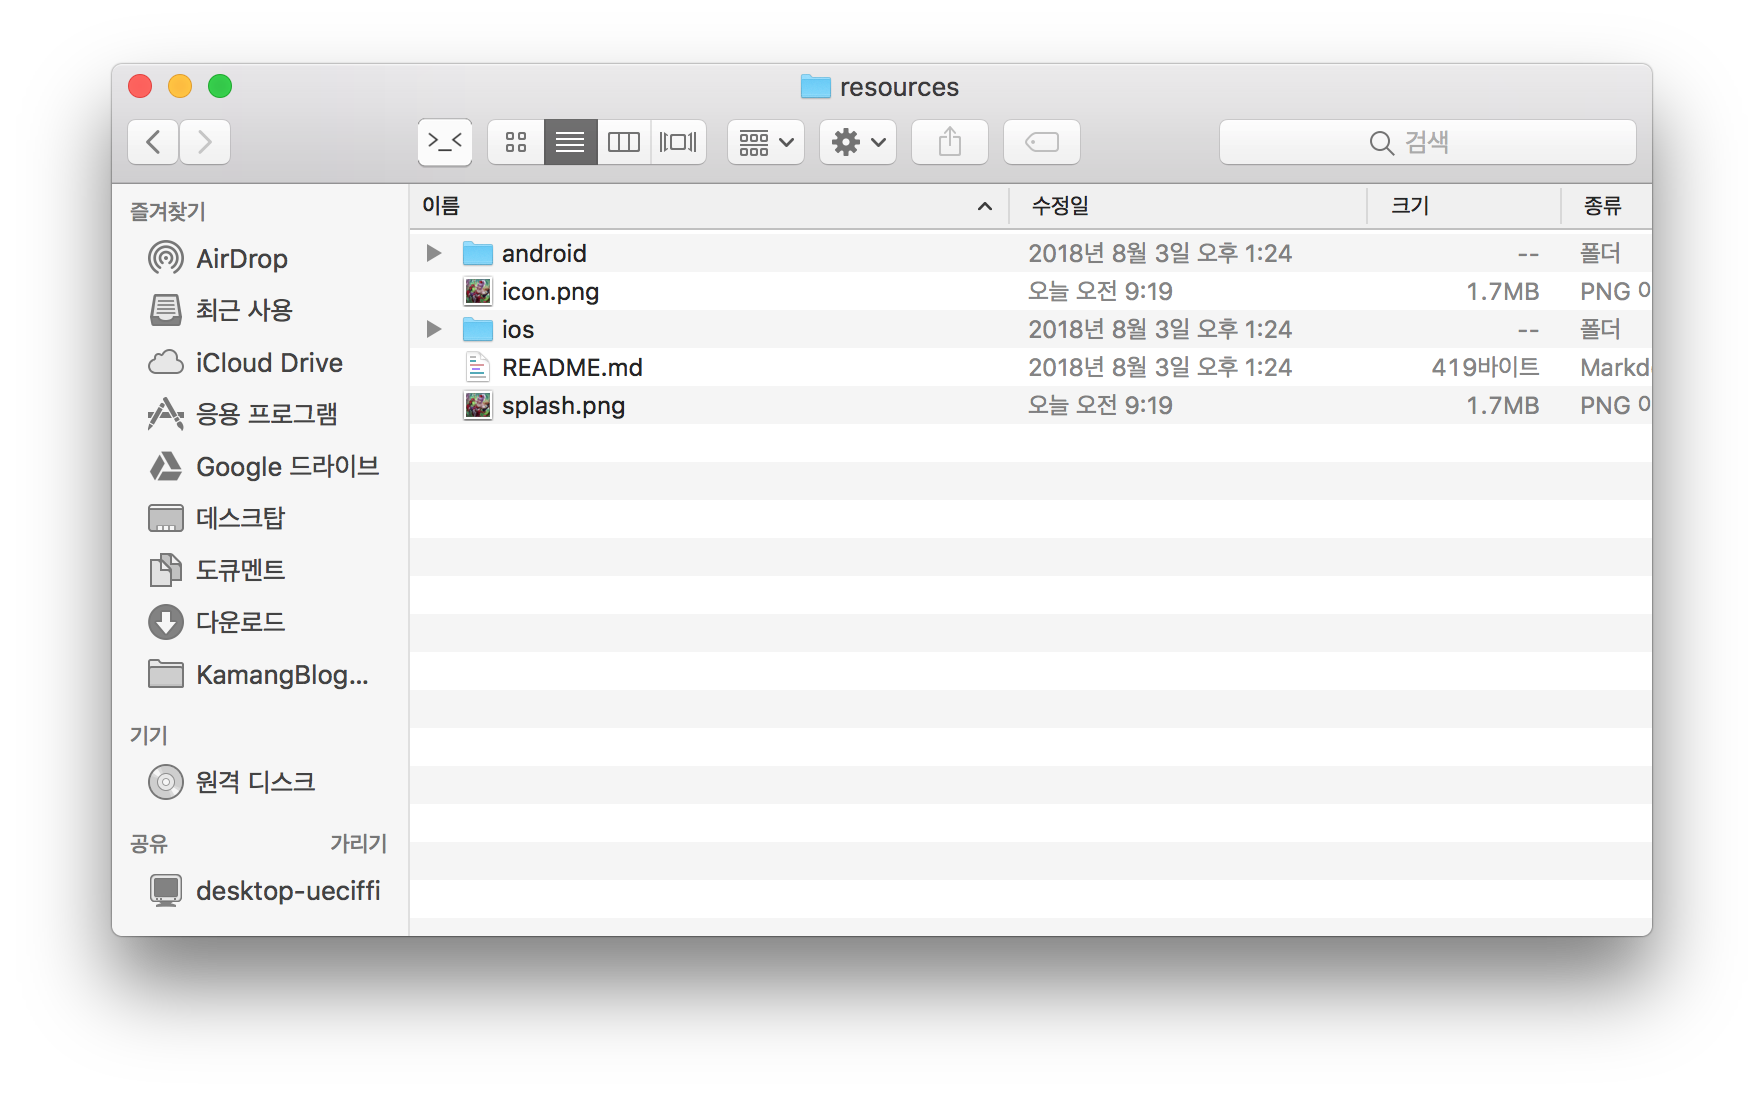 resources
>_<
검색
즐겨찾기
AirDrop
최근 사용
iCloud Drive
응용 프로그램
Google 드라이브
데스크탑
도큐멘트
다운로드
KamangBlog...
기기
원격 디스크
공유 가리기
desktop-ueciffi
이름 수정일 크기 종류
android 2018년 8월 3일 오후 1:24 -- 폴더
icon.png 오늘 오전 9:19 1.7MB PNG 이
ios 2018년 8월 3일 오후 1:24 -- 폴더
README.md 2018년 8월 3일 오후 1:24 419바이트 Markd
splash.png 오늘 오전 9:19 1.7MB PNG 이